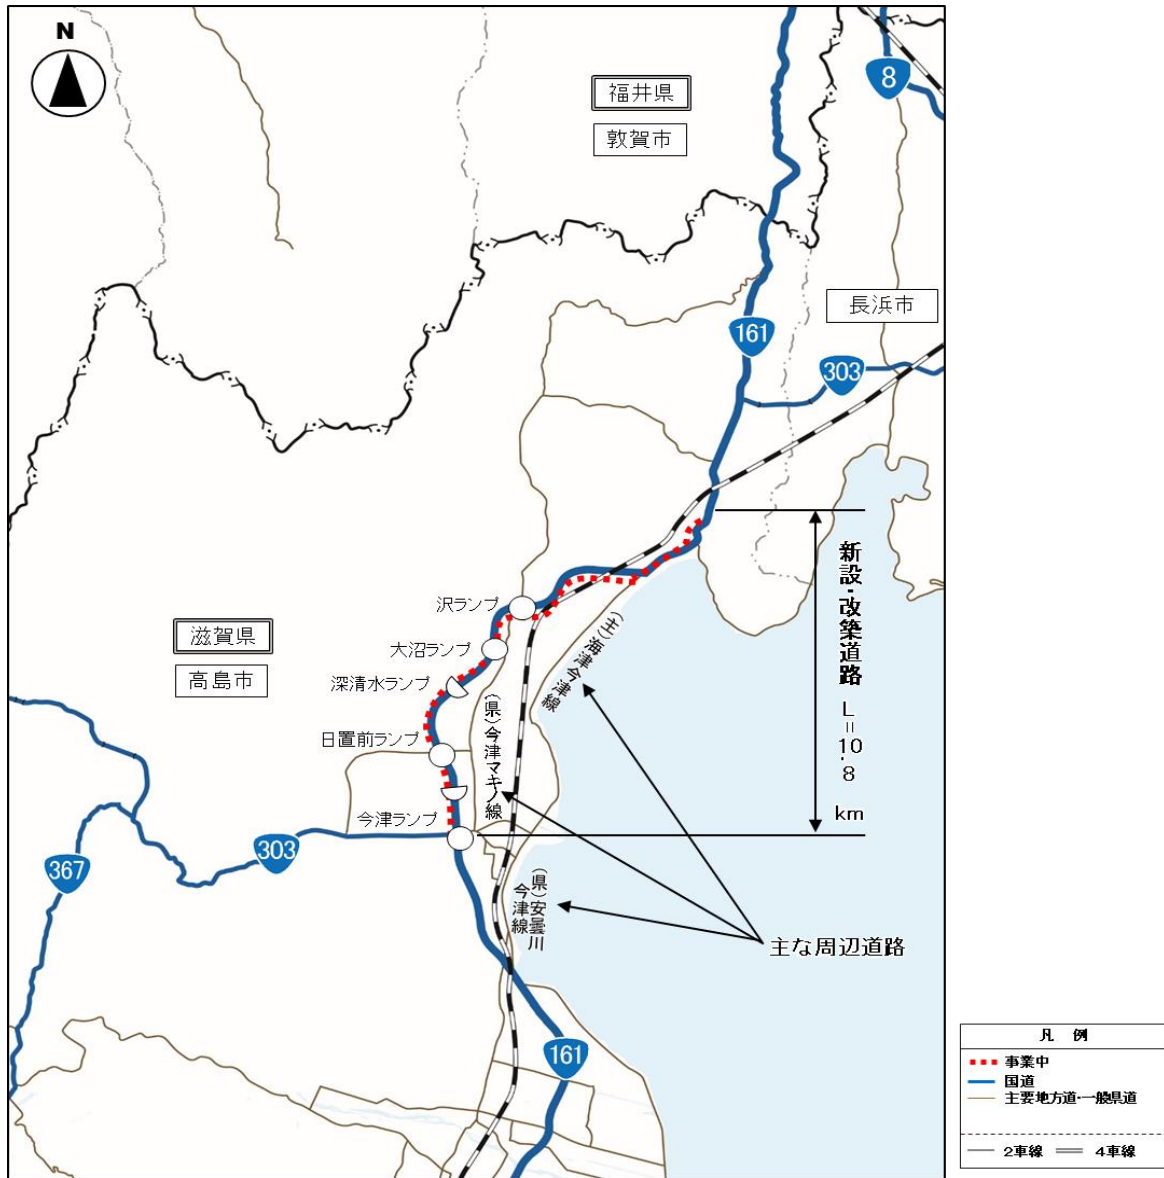 N
8
福井県
敦賀市
長浜市
161
303
沢ランプ
大沼ランプ
深清水ランプ
日置前ランプ
今津ランプ
滋賀県
高島市
(主)海津今津線
(県)今津マキノ線
新設・改築道路 L=10.8 km
303
367
(県)安曇川
今津線
主な周辺道路
161
凡 例
事業中
国道
主要地方道・一般県道
2車線 4車線